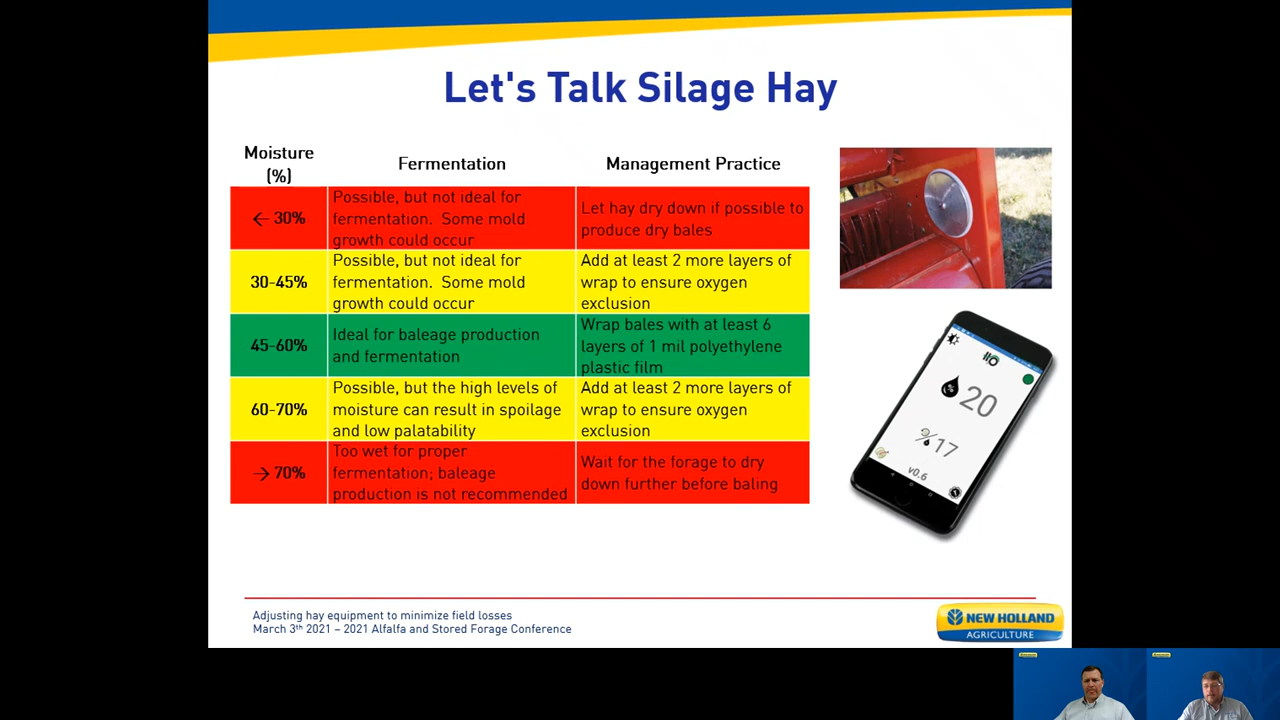 Let's Talk Silage Hay
Moisture
(%)
Fermentation
Management Practice
← 30%
Possible, but not ideal for
fermentation. Some mold
growth could occur
Let hay dry down if possible to
produce dry bales
30-45%
Possible, but not ideal for
fermentation. Some mold
growth could occur
Add at least 2 more layers of
wrap to ensure oxygen
exclusion
45-60%
Ideal for baleage production
and fermentation
Wrap bales with at least 6
layers of 1 mil polyethylene
plastic film
60-70%
Possible, but the high levels of
moisture can result in spoilage
and low palatability
Add at least 2 more layers of
wrap to ensure oxygen
exclusion
→ 70%
Too wet for proper
fermentation; baleage
production is not recommended
Wait for the forage to dry
down further before baling
%
20
17
v0.6
Adjusting hay equipment to minimize field losses
March 3th 2021 – 2021 Alfalfa and Stored Forage Conference
NEW HOLLAND
AGRICULTURE